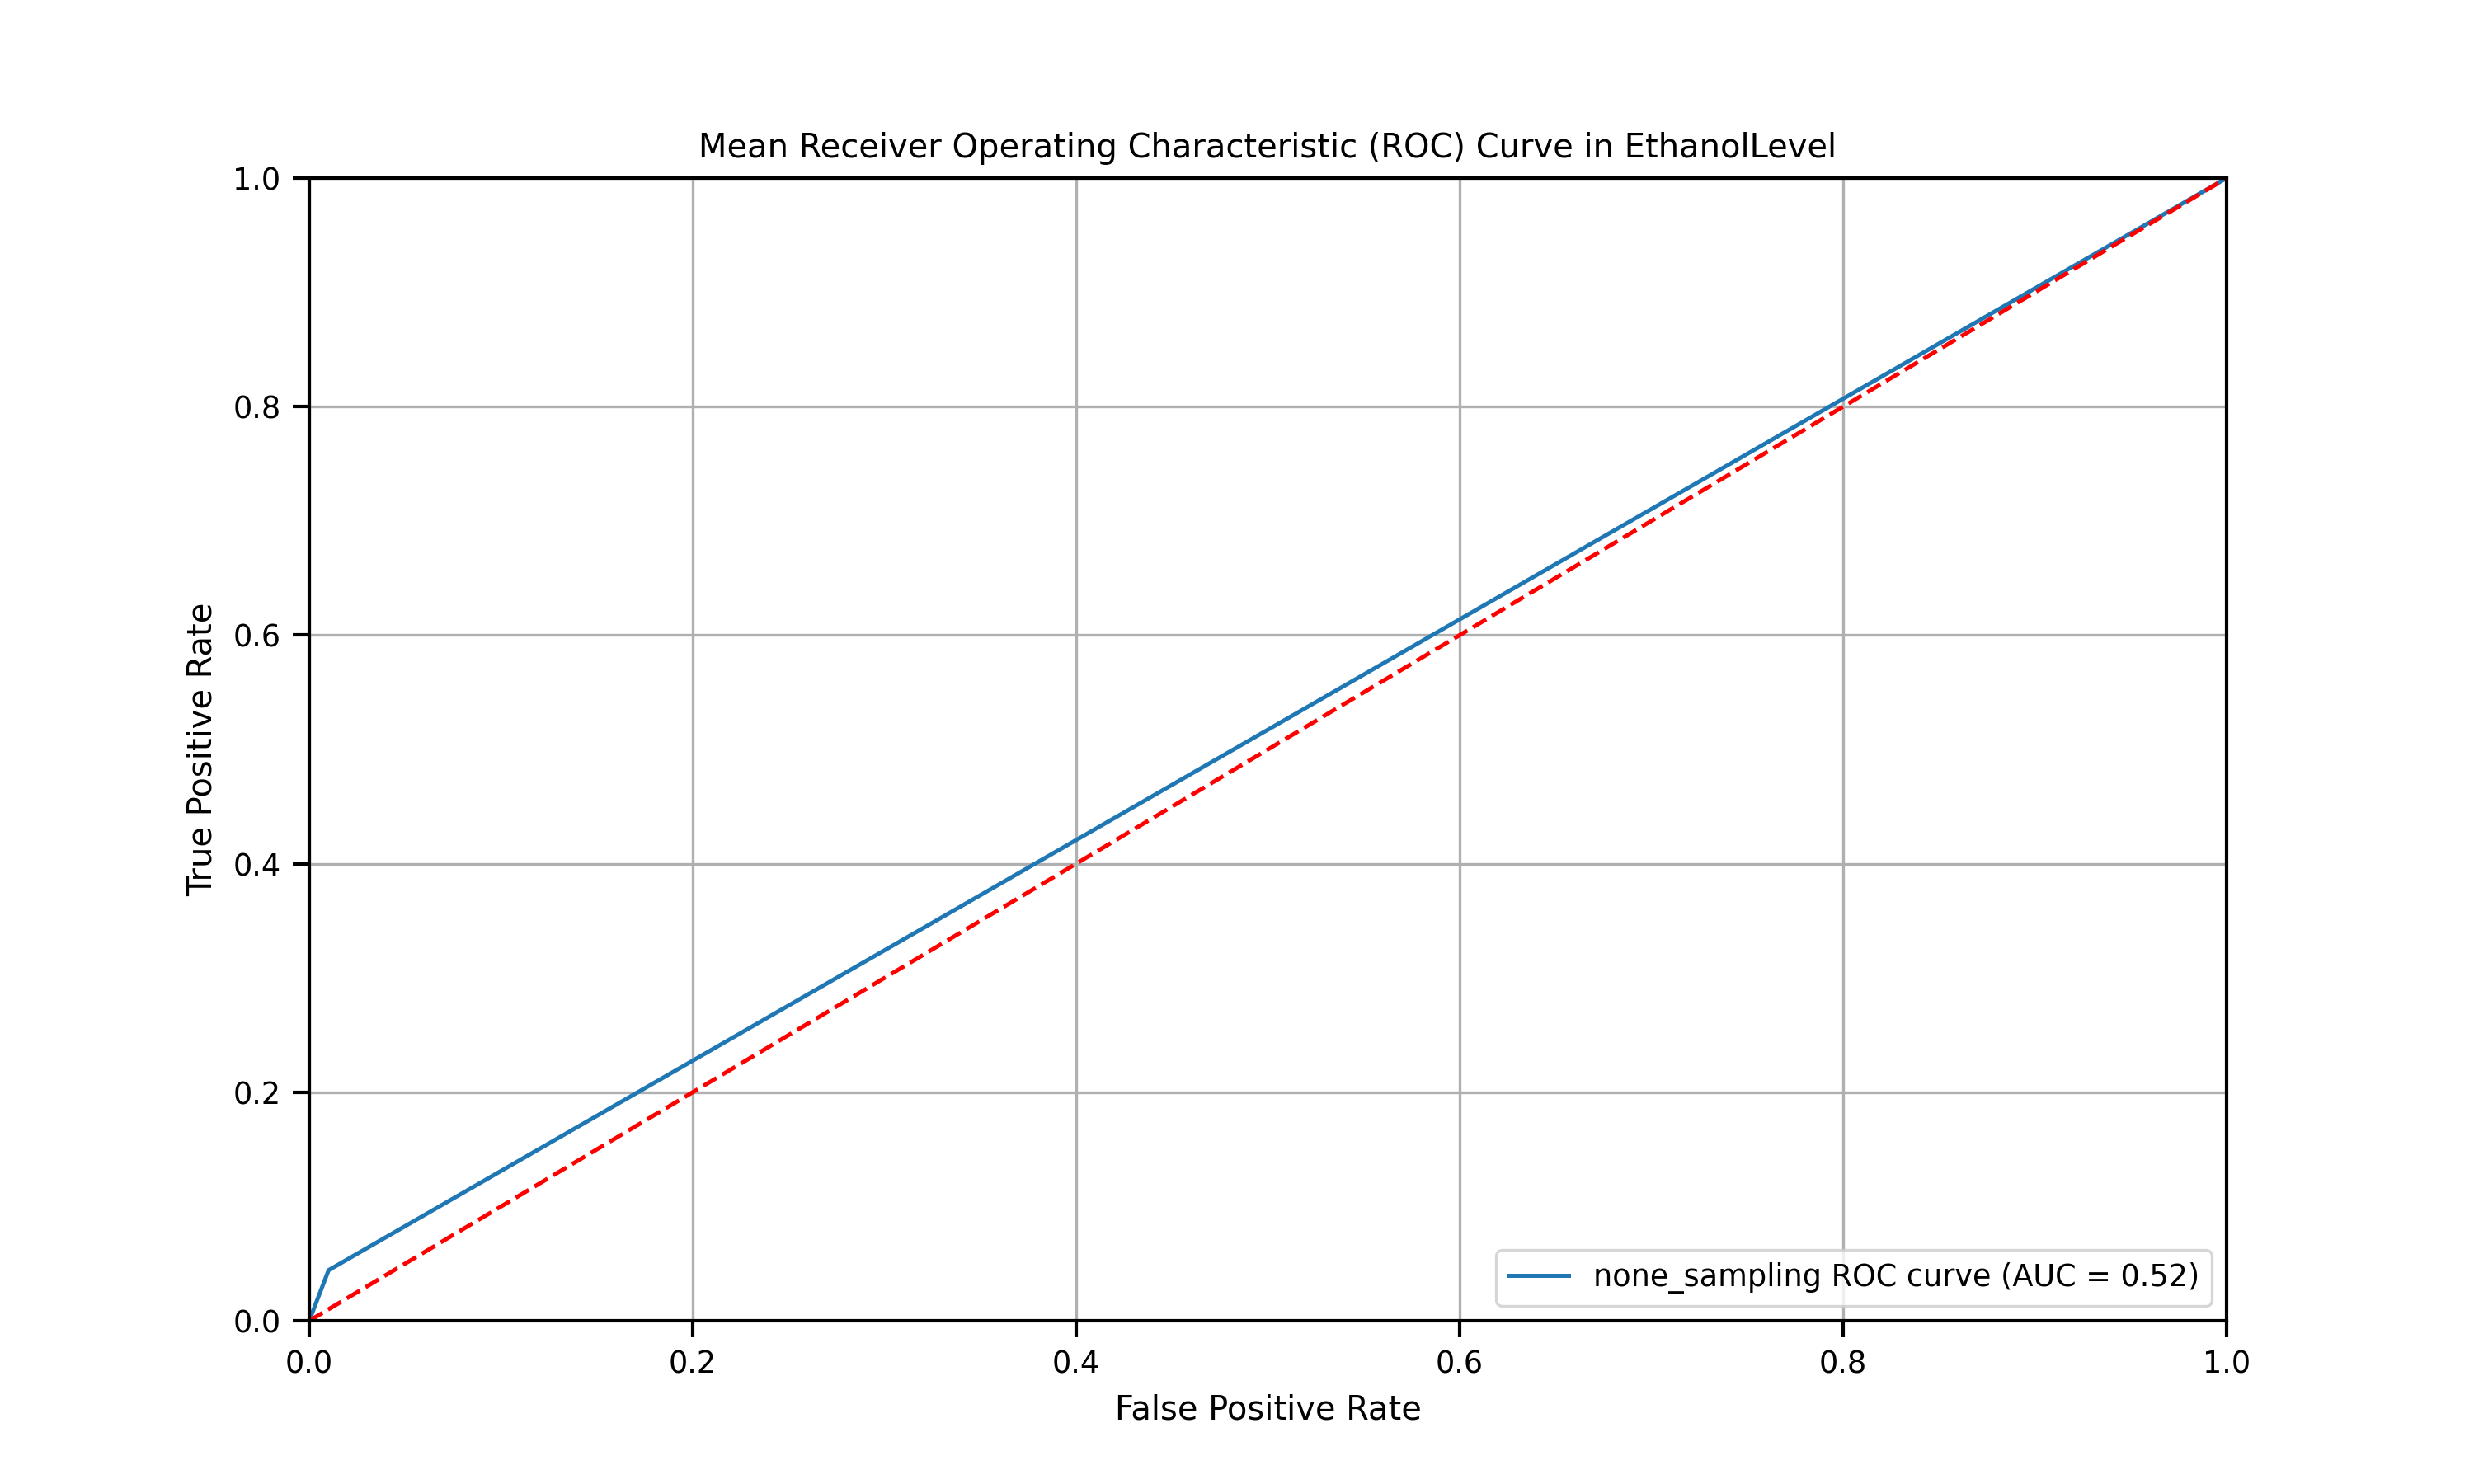 Mean Receiver Operating Characteristic (ROC) Curve in EthanolLevel
1.0
0.8
0.6
0.4
0.2
0.0
True Positive Rate
none_sampling ROC curve (AUC = 0.52)
0.0 0.2 0.4 0.6 0.8 1.0
False Positive Rate